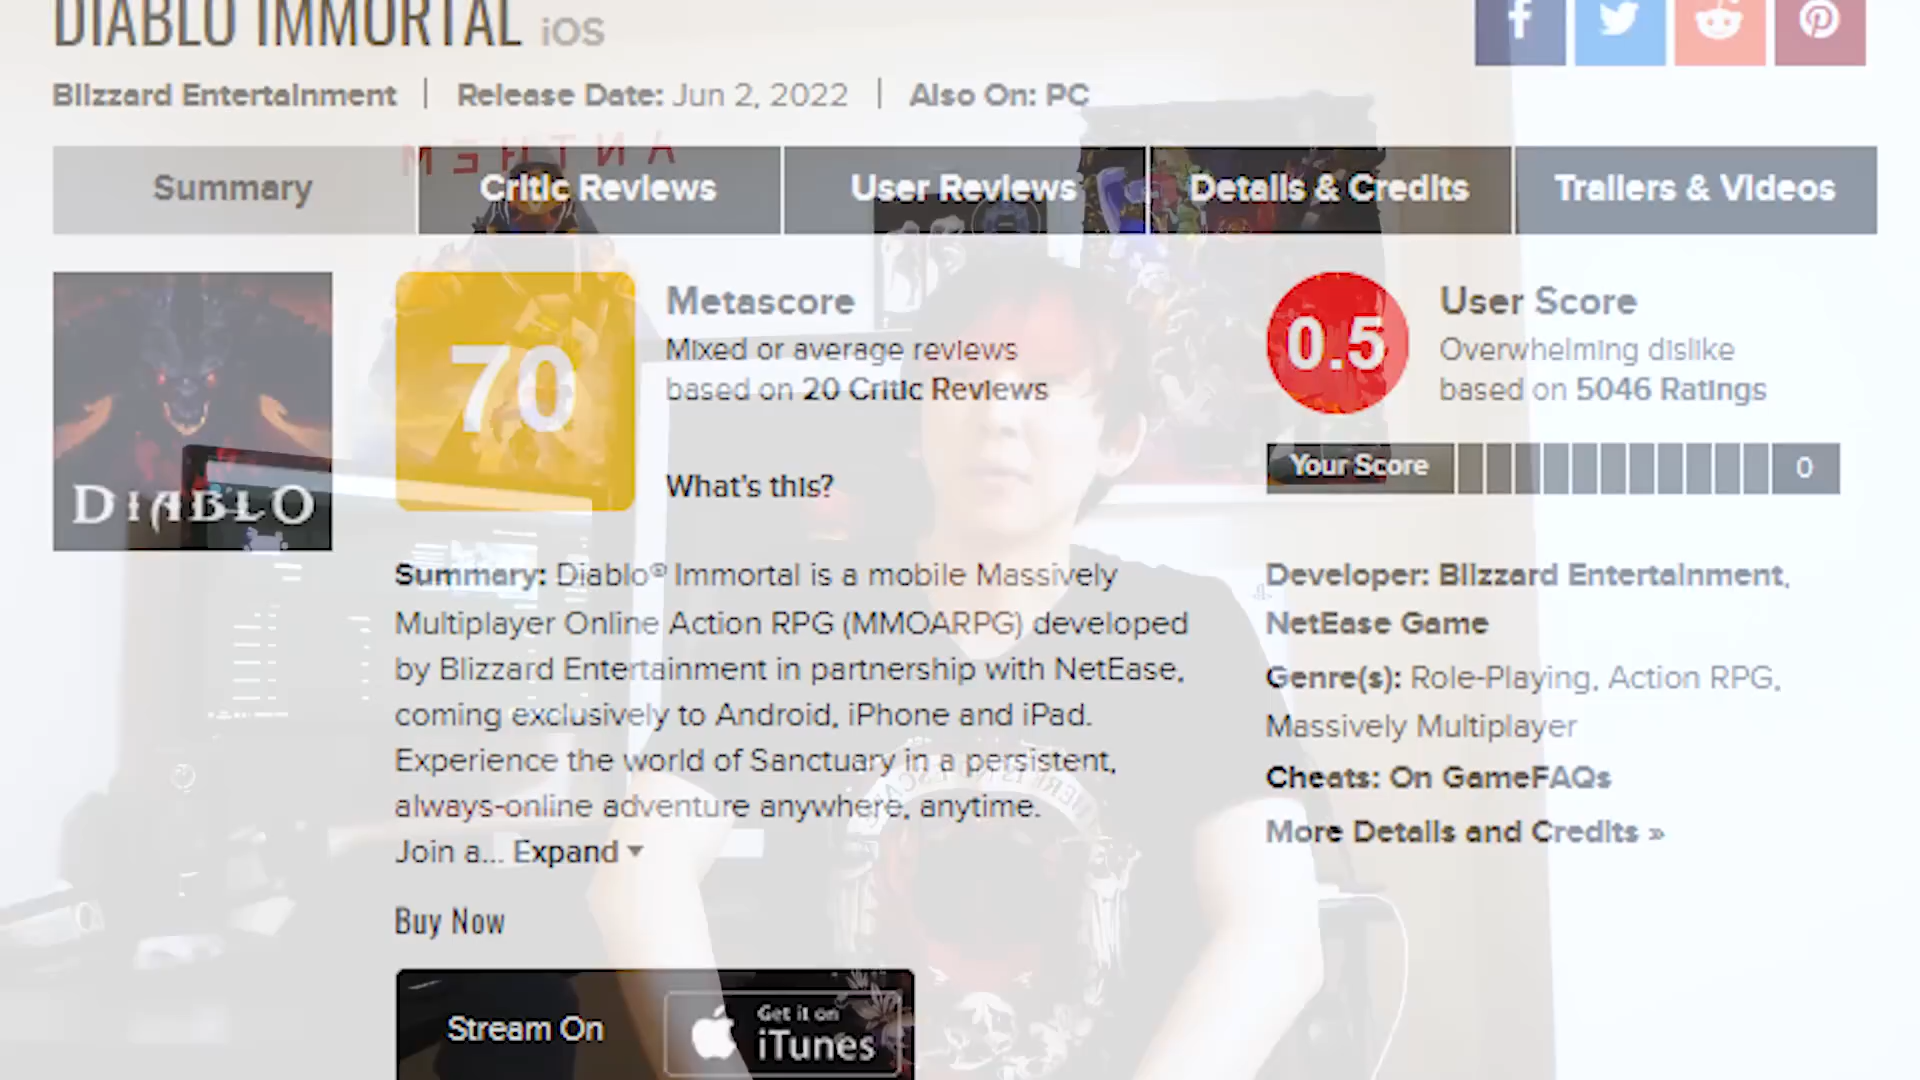 DIABLO IMMORTAL iOS
Blizzard Entertainment | Release Date: Jun 2, 2022 | Also On: PC
Summary Critic Reviews User Reviews Details & Credits Trailers & Videos
70
Metascore
Mixed or average reviews
based on 20 Critic Reviews
What's this?
0.5
User Score
Overwhelming dislike
based on 5046 Ratings
Your Score 0
DIABLO
Summary: Diablo® Immortal is a mobile Massively
Multiplayer Online Action RPG (MMOARPG) developed
by Blizzard Entertainment in partnership with NetEase,
coming exclusively to Android, iPhone and iPad.
Experience the world of Sanctuary in a persistent,
always-online adventure anywhere, anytime.
Join a... Expand
Developer: Blizzard Entertainment,
NetEase Game
Genre(s): Role-Playing, Action RPG,
Massively Multiplayer
Cheats: On GameFAQs
More Details and Credits »
Buy Now
Stream On
Get it on
iTunes